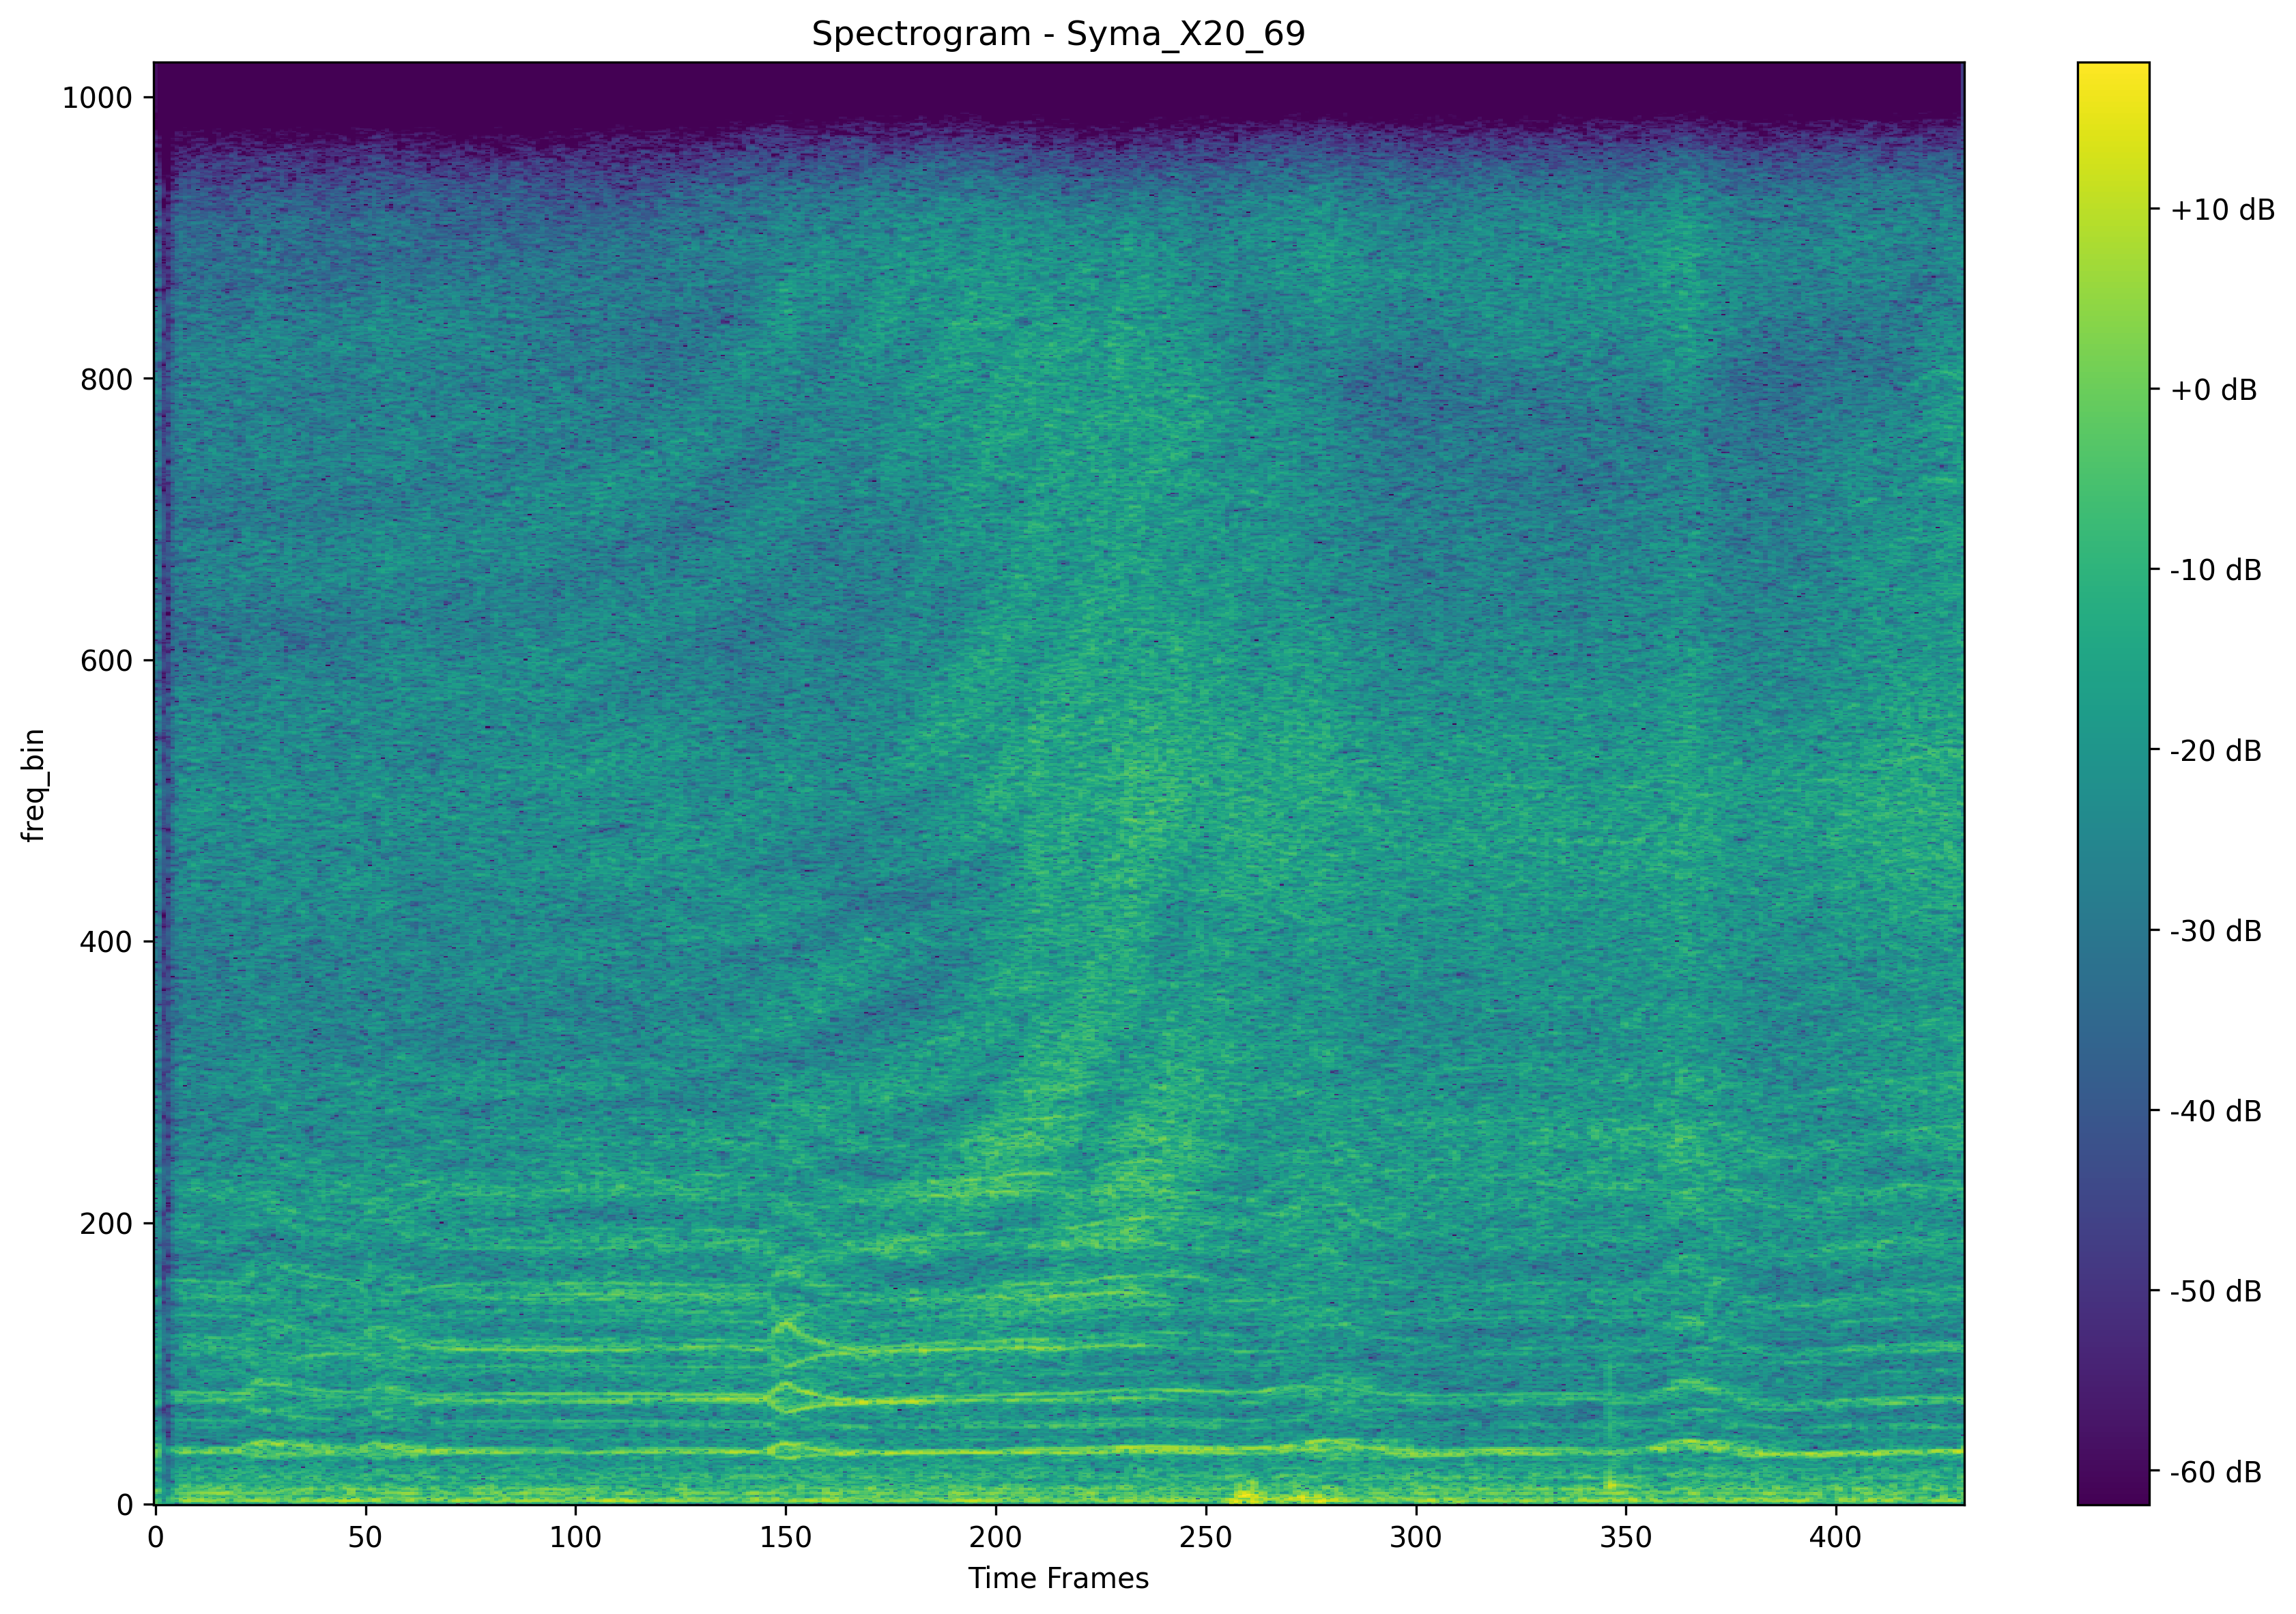 Spectrogram - Syma_X20_69
1000
800
600
400
200
0
freq_bin
0 50 100 150 200 250 300 350 400
Time Frames
+10 dB
+0 dB
-10 dB
-20 dB
-30 dB
-40 dB
-50 dB
-60 dB